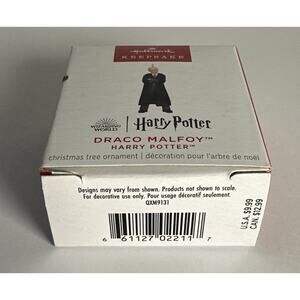 Hallmark
KEEPSAKE
WIZARDING
WORLD
Harry Potter
DRACO MALFOY™
HARRY POTTER™
christmas tree ornament | décoration pour l'arbre de noël
Designs may vary from shown. Products not shown to scale.
For decorative use only. Pour usage décoratif seulement.
QXM9131
6 61127 02211 7
U.S.A. $9.99
CAN. $12.99